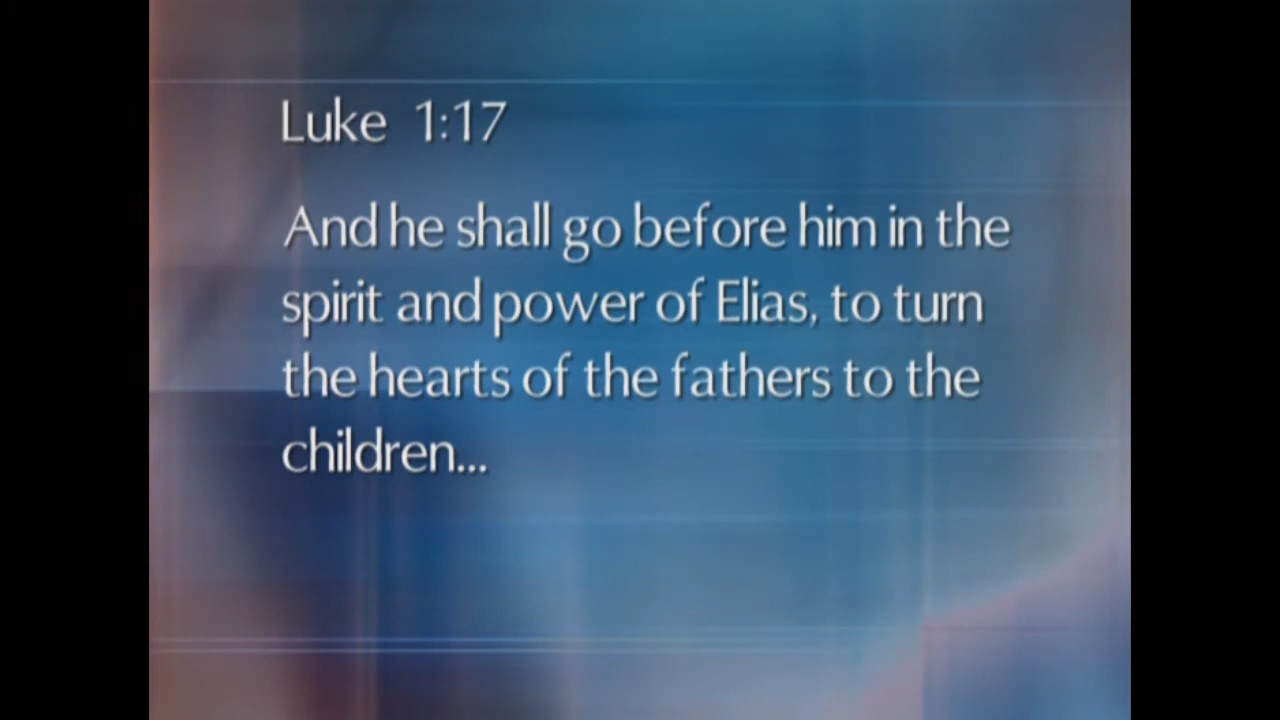 Luke 1:17
And he shall go before him in the
spirit and power of Elias, to turn
the hearts of the fathers to the
children...